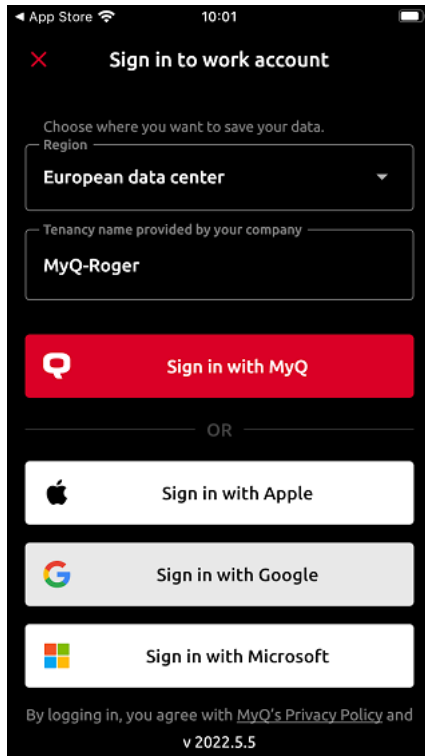 App Store
10:01
Sign in to work account
Choose where you want to save your data.
Region
European data center
Tenancy name provided by your company
MyQ-Roger
Sign in with MyQ
OR
Sign in with Apple
Sign in with Google
Sign in with Microsoft
By logging in, you agree with MyQ's Privacy Policy and
v 2022.5.5